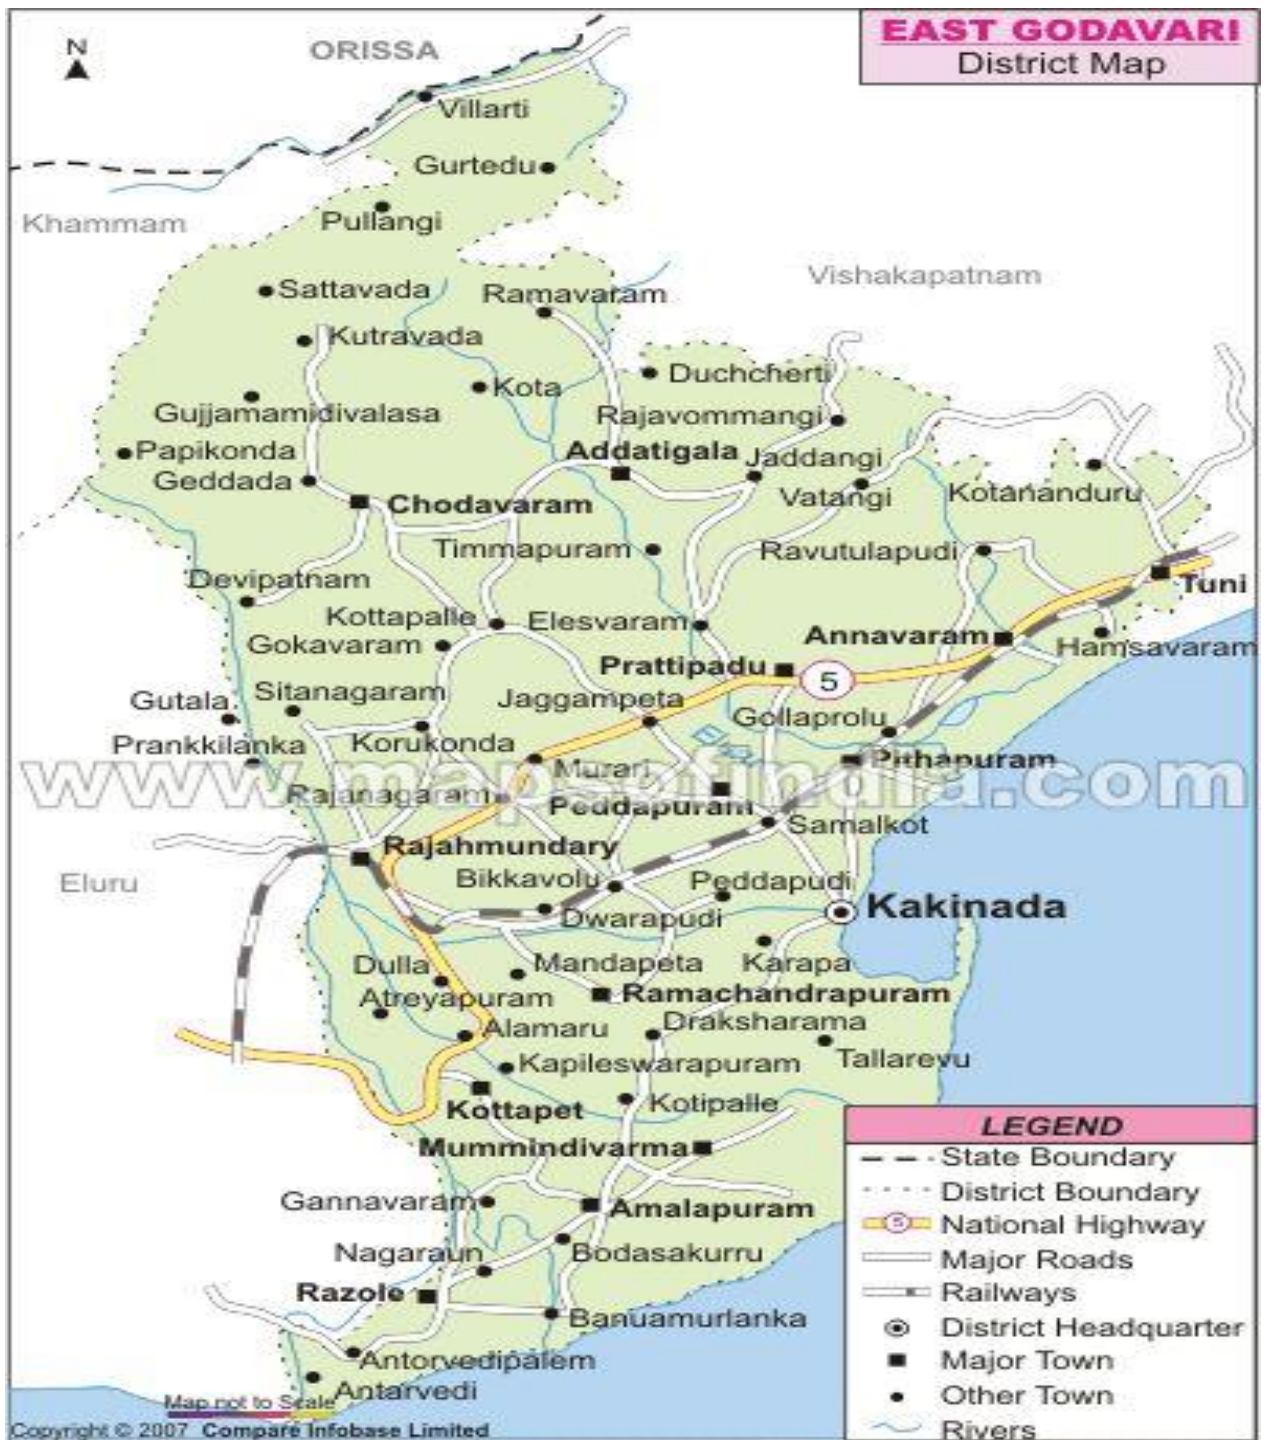 EAST GODAVARI
District Map
N
ORISSA
Villarti
Gurtedu
Khammam
Pullangi
Vishakapatnam
Sattavada
Ramavaram
Kutravada
Duchcherti
Kota
Gujjamamidivalasa
Rajavommangi
Papikonda
Addatigala
Jaddangi
Geddada
Vatangi
Kotananduru
Chodavaram
Timmapuram
Ravutulapudi
Devipatnam
Tuni
Kottapalle
Elesvaram
Annavaram
Gokavaram
Hamsavaram
Prattipadu
5
Sitanagaram
Gutala
Jaggampeta
Gollaprolu
Prankkilanka
Korukonda
Murari
Pithapuram
www.mapsofindia.com
Rajanagaram
Peddapuram
Samalkot
Rajahmundary
Eluru
Bikkavolu
Peddapudi
Kakinada
Dwarapudi
Dulla
Mandapeta
Karapa
Atreyapuram
Ramachandrapuram
Alamaru
Draksharama
Kapileswarapuram
Tallarevu
Kottapet
Kotipalle
Mummindivarma
Gannavaram
Amalapuram
Nagaraun
Bodasakurru
Razole
Banuamurlanka
Antorvedipalem
Antarvedi
LEGEND
State Boundary
District Boundary
5 National Highway
Major Roads
Railways
District Headquarter
Major Town
Other Town
Rivers
Map not to Scale
Copyright © 2007 Compare Infobase Limited